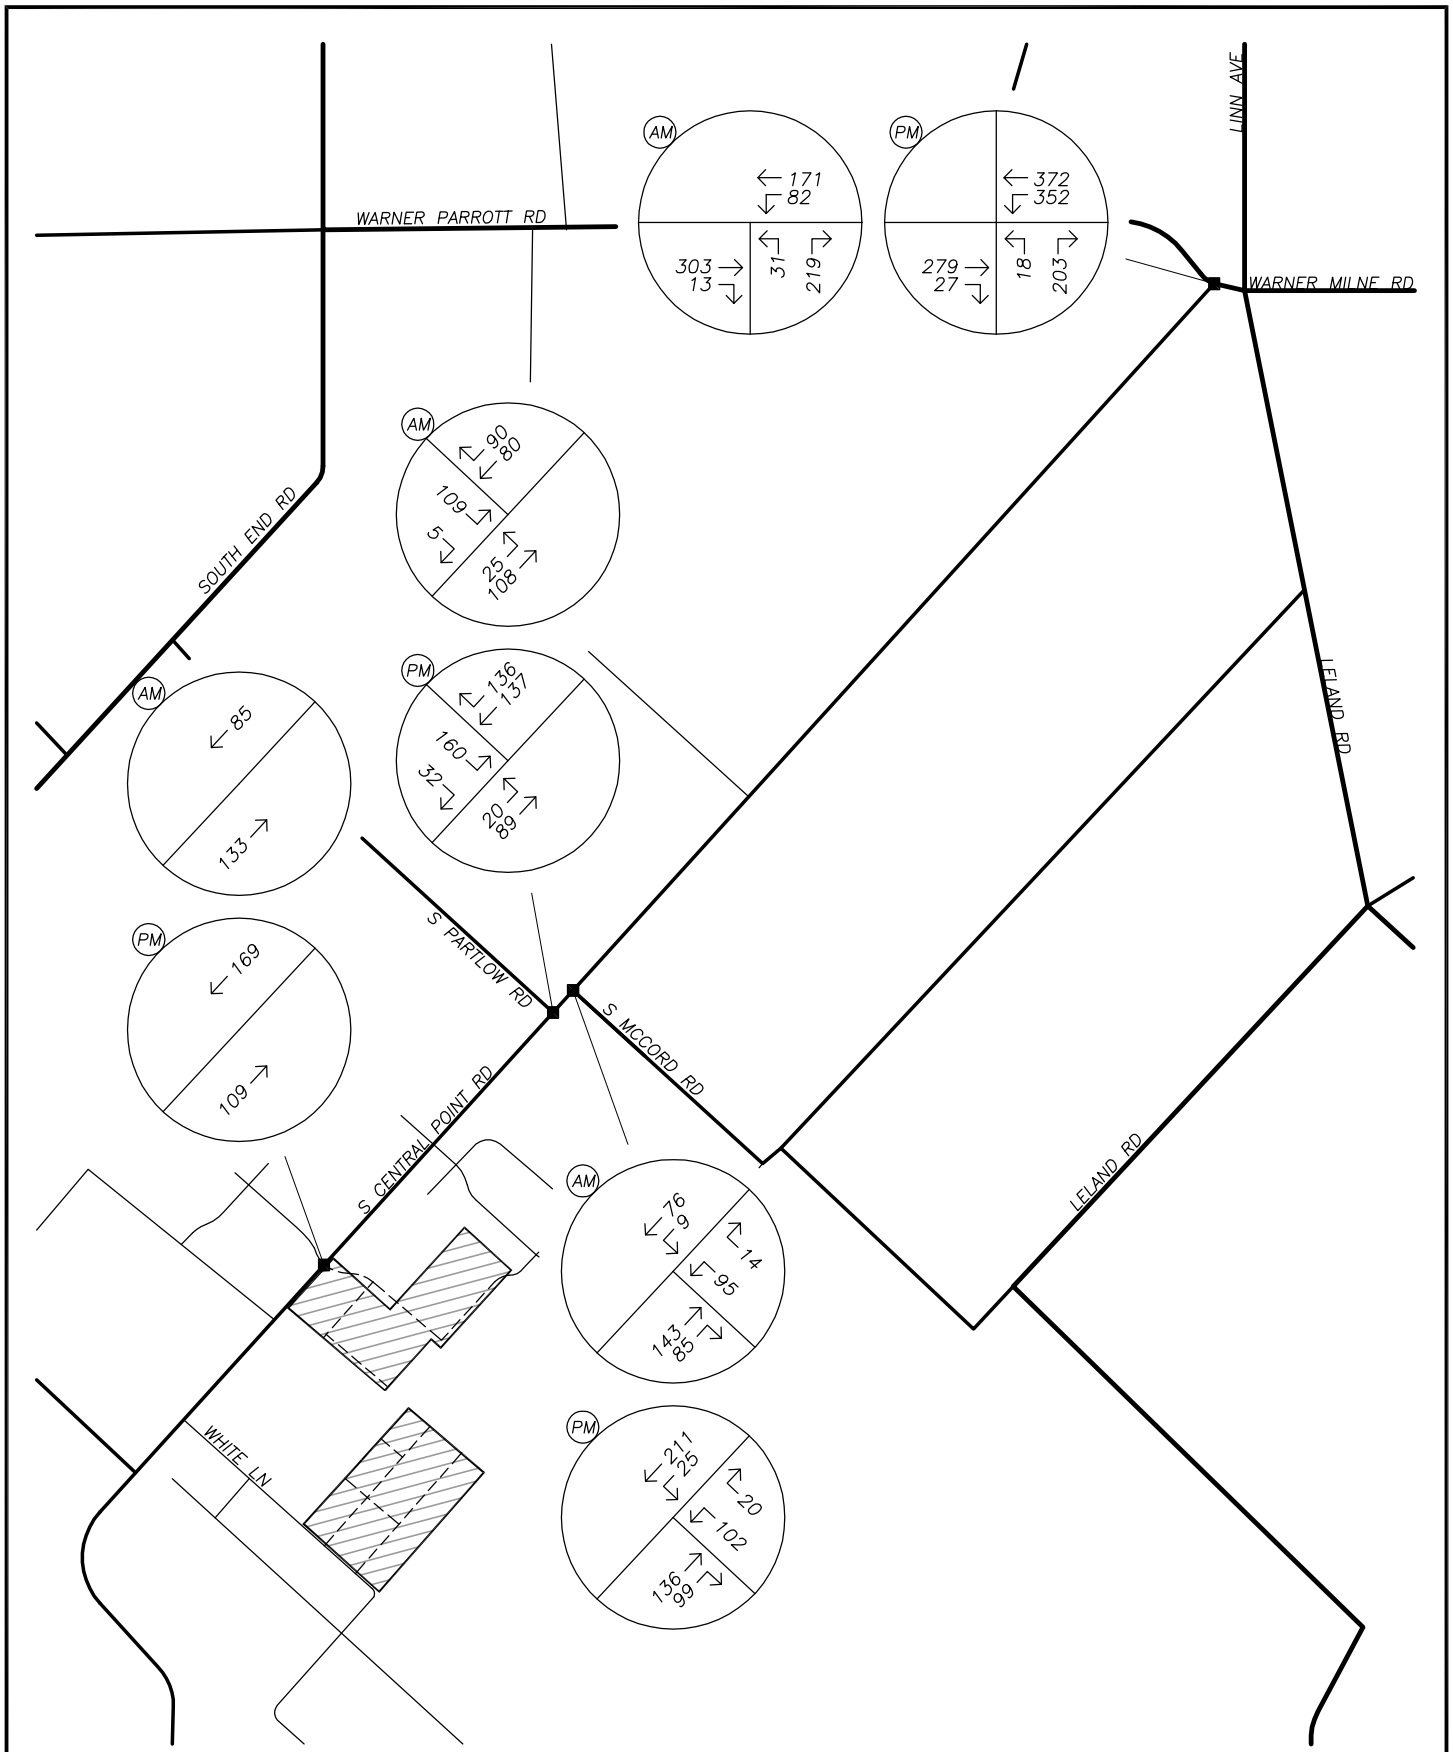 LINN AVE
AM
PM
171
82
303
13
31
219
372
352
279
27
18
203
WARNER PARROTT RD
WARNER MILNE RD
AM
90
80
109
5
25
108
SOUTH END RD
PM
136
137
160
32
20
89
LELAND RD
AM
85
133
PM
169
109
S PARTLOW RD
S MCCORD RD
S CENTRAL POINT RD
LELAND RD
AM
76
9
14
95
143
85
PM
211
25
20
102
136
99
WHITE LN